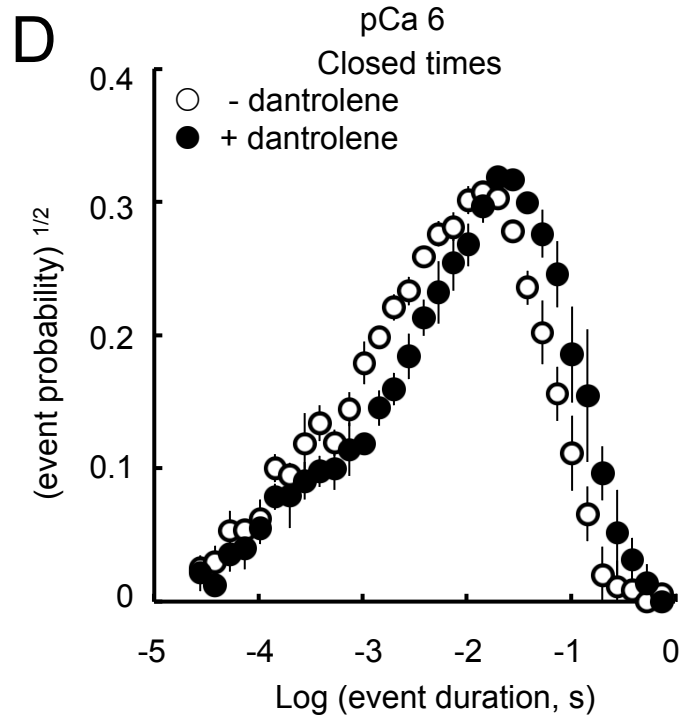 D
pCa 6
Closed times
- dantrolene
+ dantrolene
(event probability) 1/2
0.4
0.3
0.2
0.1
0
-5 -4 -3 -2 -1 0
Log (event duration, s)